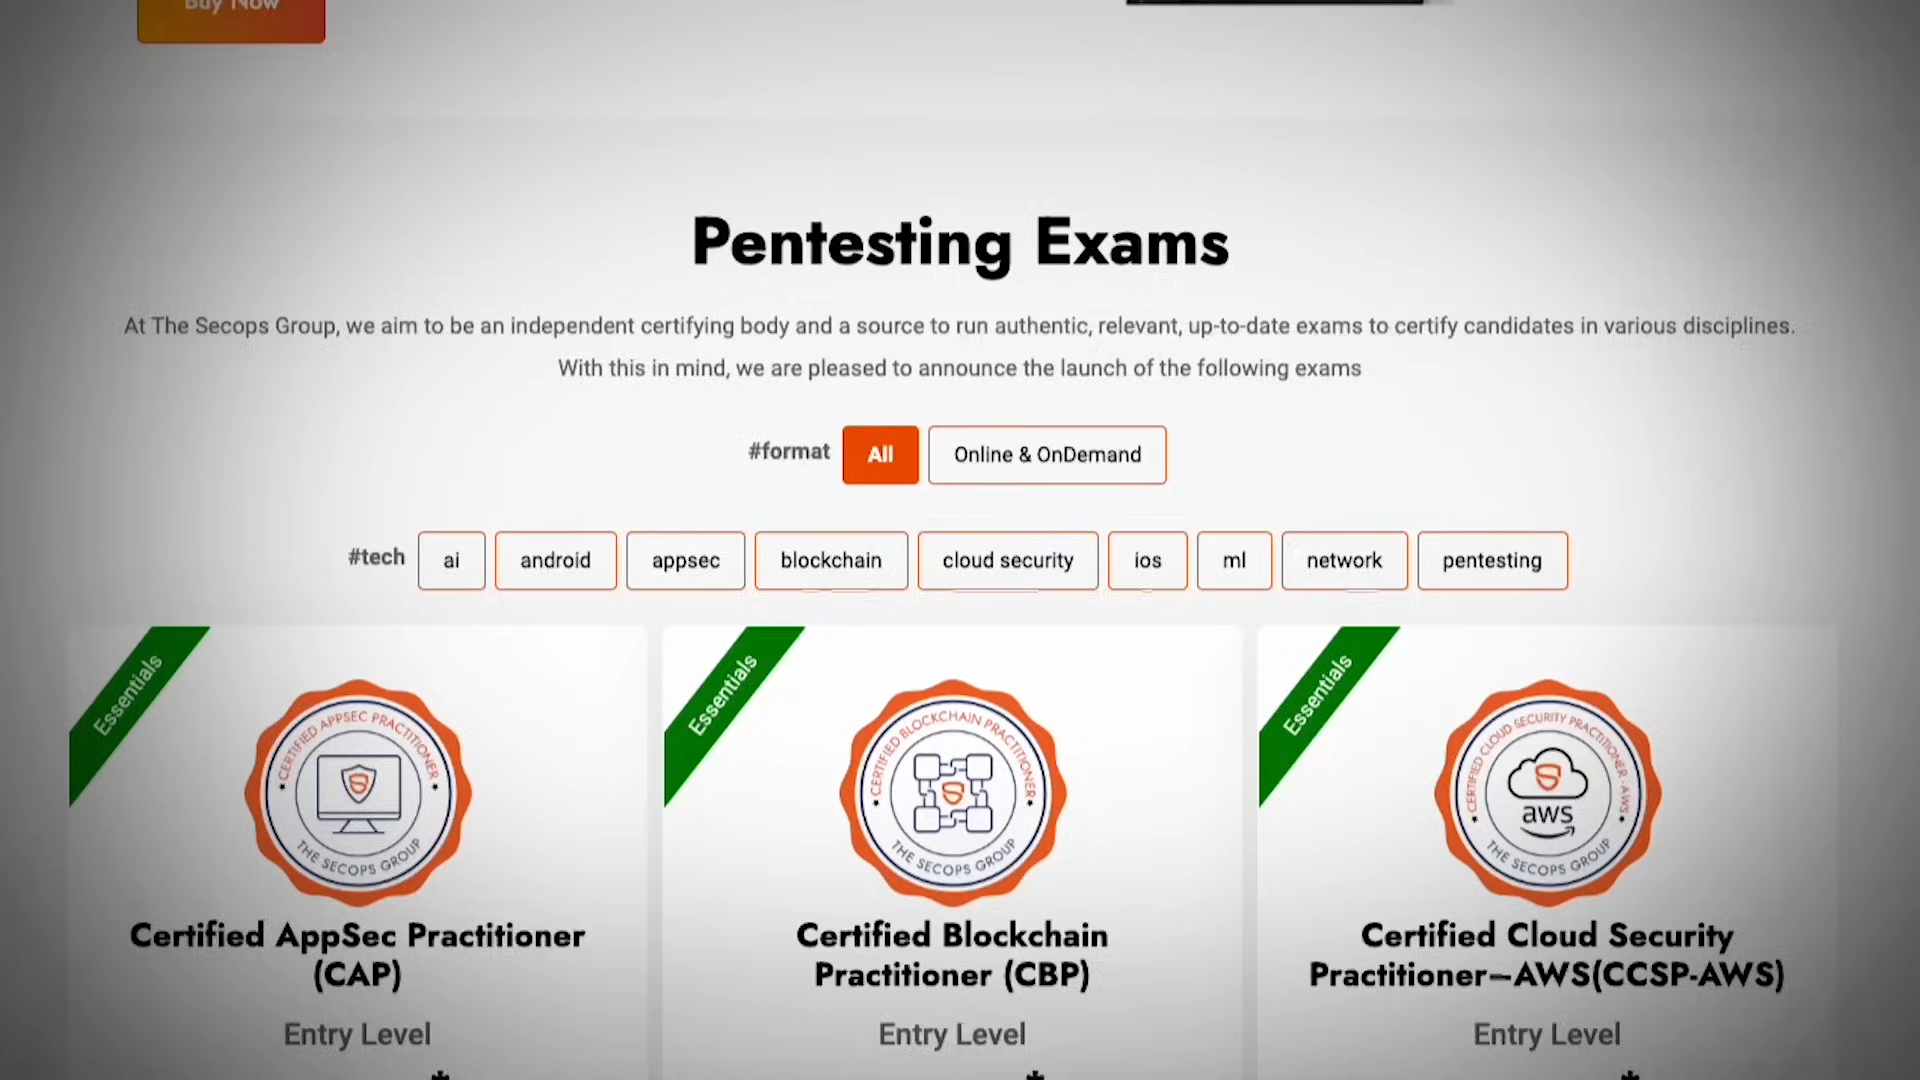 Buy Now
Pentesting Exams
At The Secops Group, we aim to be an independent certifying body and a source to run authentic, relevant, up-to-date exams to certify candidates in various disciplines.
With this in mind, we are pleased to announce the launch of the following exams
#format All Online & OnDemand
#tech ai android appsec blockchain cloud security ios ml network pentesting
Essentials
CERTIFIED APPSEC PRACTITIONER
THE SECOPS GROUP
Certified AppSec Practitioner
(CAP)
Entry Level
Essentials
CERTIFIED BLOCKCHAIN PRACTITIONER
THE SECOPS GROUP
Certified Blockchain
Practitioner (CBP)
Entry Level
Essentials
CERTIFIED CLOUD SECURITY PRACTITIONER - AWS
aws
THE SECOPS GROUP
Certified Cloud Security
Practitioner–AWS(CCSP-AWS)
Entry Level